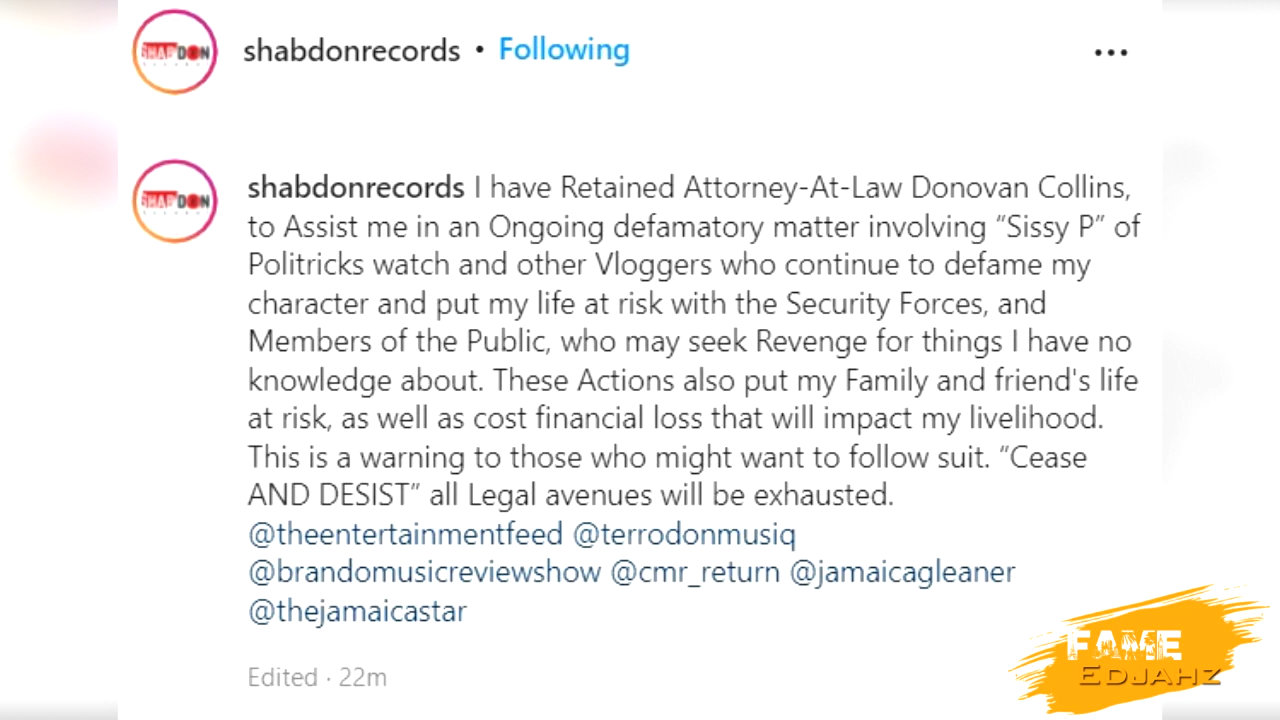 shabdonrecords • Following
SHABDON
shabdonrecords I have Retained Attorney-At-Law Donovan Collins,
to Assist me in an Ongoing defamatory matter involving “Sissy P” of
Politricks watch and other Vloggers who continue to defame my
character and put my life at risk with the Security Forces, and
Members of the Public, who may seek Revenge for things I have no
knowledge about. These Actions also put my Family and friend's life
at risk, as well as cost financial loss that will impact my livelihood.
This is a warning to those who might want to follow suit. “Cease
AND DESIST” all Legal avenues will be exhausted.
@theentertainmentfeed @terrodonmusiq
@brandomusicreviewshow @cmr_return @jamaicagleaner
@thejamaicastar
Edited · 22m
FAME
EDJAHZ